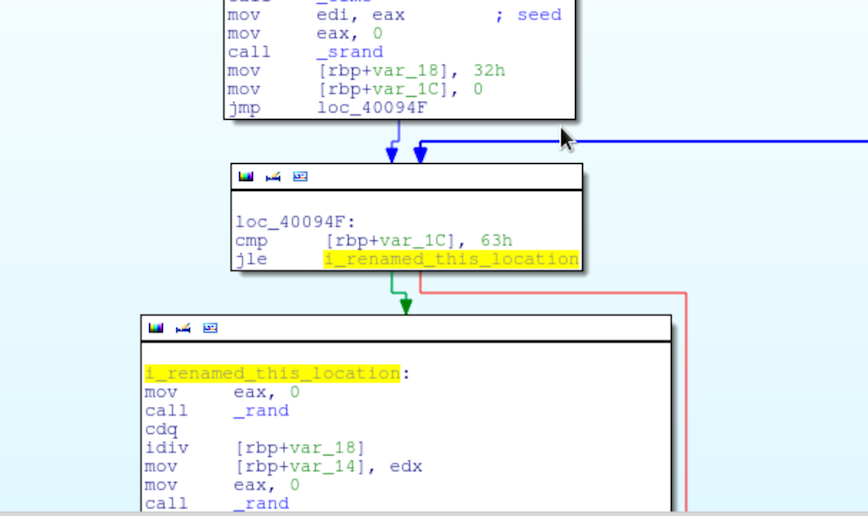 mov edi, eax ; seed
mov eax, 0
call _srand
mov [rbp+var_18], 32h
mov [rbp+var_1C], 0
jmp loc_40094F
loc_40094F:
cmp [rbp+var_1C], 63h
jle i_renamed_this_location
i_renamed_this_location:
mov eax, 0
call _rand
cdq
idiv [rbp+var_18]
mov [rbp+var_14], edx
mov eax, 0
call _rand